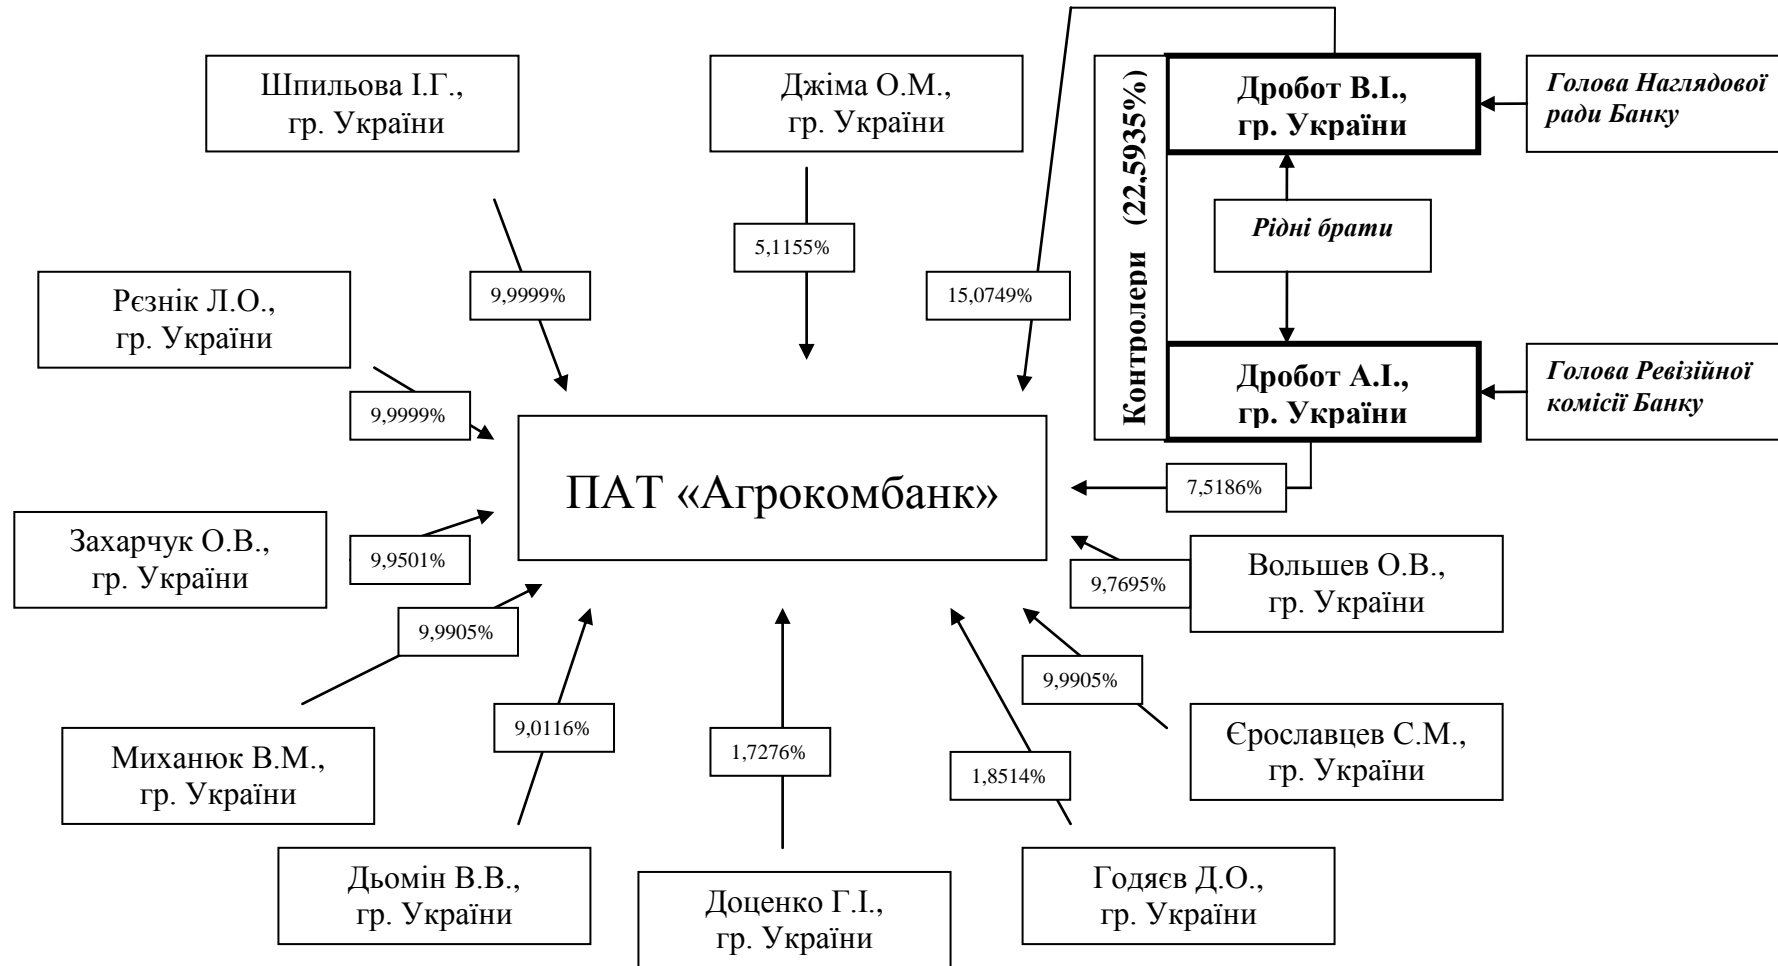 Шпильова І.Г.,
гр. України
Джіма О.М.,
гр. України
Контролери (22,5935%)
Дробот В.І.,
гр. України
Голова Наглядової
ради Банку
Рідні брати
5,1155%
9,9999%
15,0749%
Рєзнік Л.О.,
гр. України
Дробот А.І.,
гр. України
Голова Ревізійної
комісії Банку
9,9999%
ПАТ «Агрокомбанк»
7,5186%
Захарчук О.В.,
гр. України
9,9501%
9,7695%
Вольшев О.В.,
гр. України
9,9905%
9,9905%
Миханюк В.М.,
гр. України
9,0116%
1,7276%
1,8514%
Єрославцев С.М.,
гр. України
Дьомін В.В.,
гр. України
Доценко Г.І.,
гр. України
Годяєв Д.О.,
гр. України